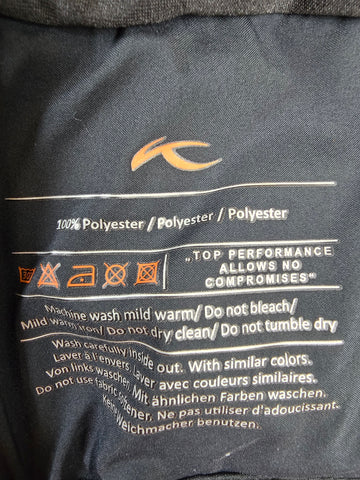 100% Polyester / Polyester / Polyester
„TOP PERFORMANCE
ALLOWS NO
COMPROMISES“
Machine wash mild warm/ Do not bleach/
Mild warm iron/ Do not dry clean/ Do not tumble dry
Wash carefully inside out. With similar colors.
Laver à l'envers. Laver avec couleurs similaires.
Von links waschen. Mit ähnlichen Farben waschen.
Do not use fabric softener. Ne pas utiliser d'adoucissant.
Kein Weichmacher benutzen.